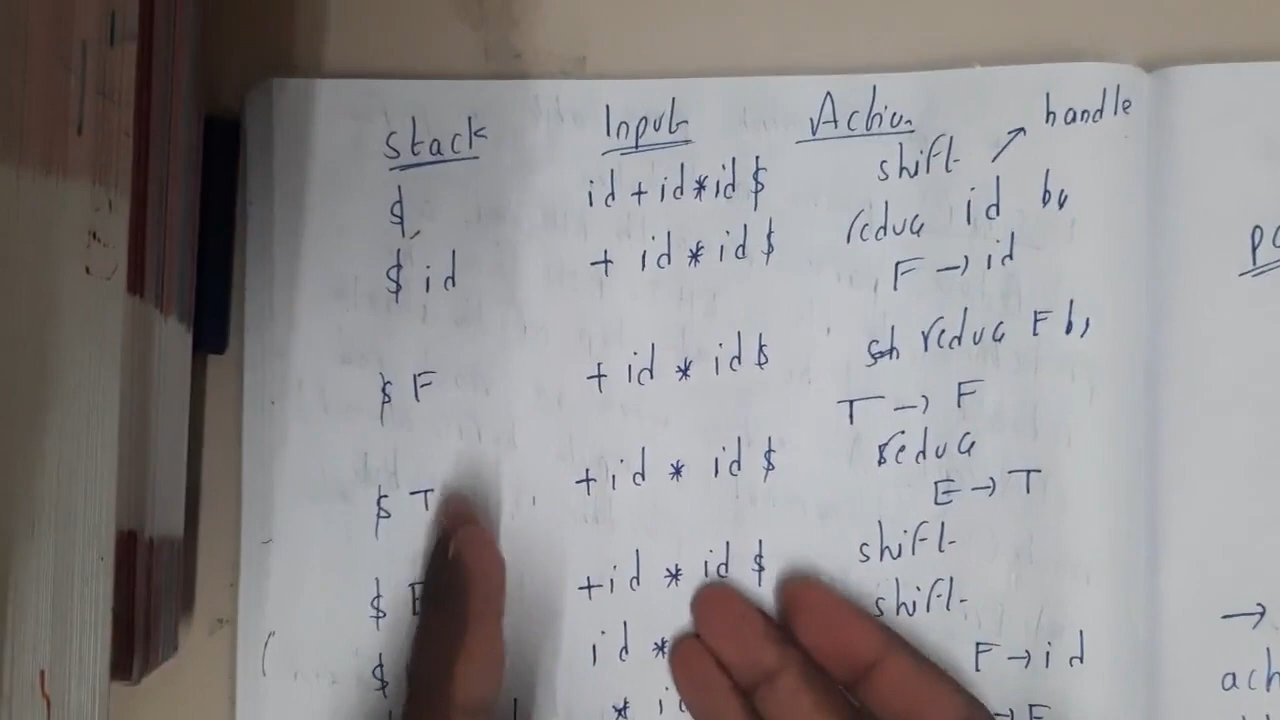 Stack Input Action handle
$ id + id * id $ shift
$ id + id * id $ reduce id by
F → id
$ F + id * id $ reduce F by
T → F
$ T + id * id $ reduce
E → T
$ E + id * id $ shift
$ id * shift
* F → id
→ F
→